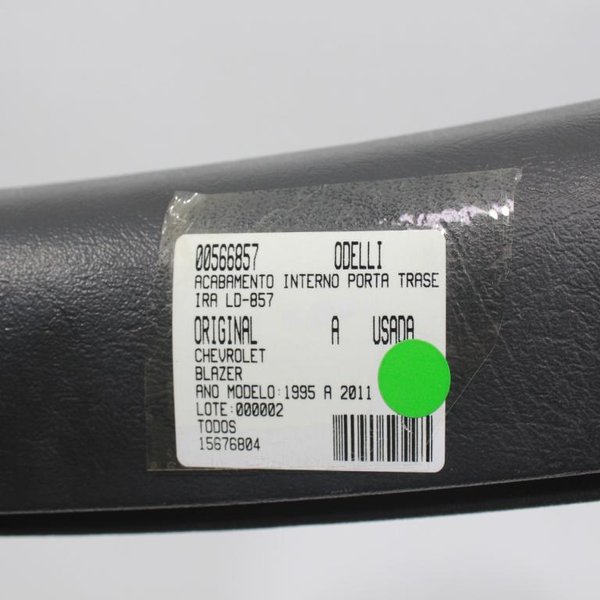 00566857 ODELLI
ACABAMENTO INTERNO PORTA TRASE
IRA LD-857
ORIGINAL A USADA
CHEVROLET
BLAZER
ANO MODELO:1995 A 2011
LOTE:000002
TODOS
15676804